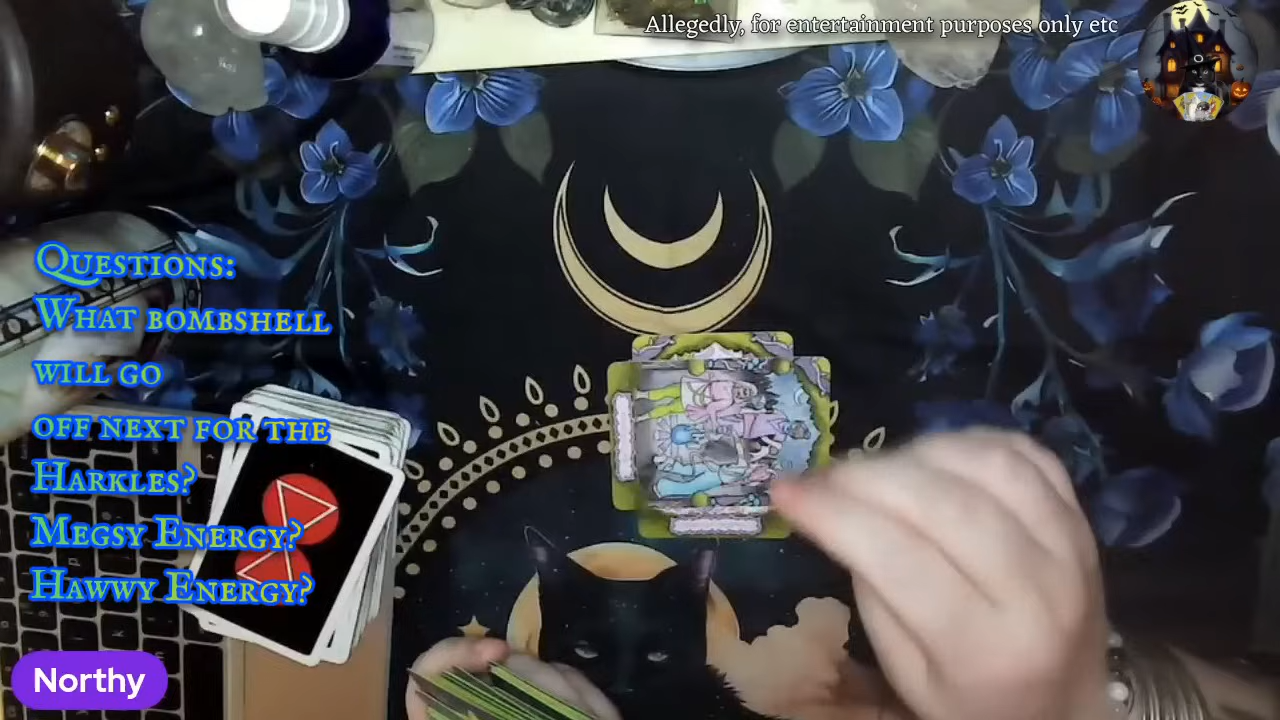 Allegedly, for entertainment purposes only etc
Questions:
What bombshell
will go
off next for the
Harkles?
Megsy Energy?
Hawwy Energy?
Northy